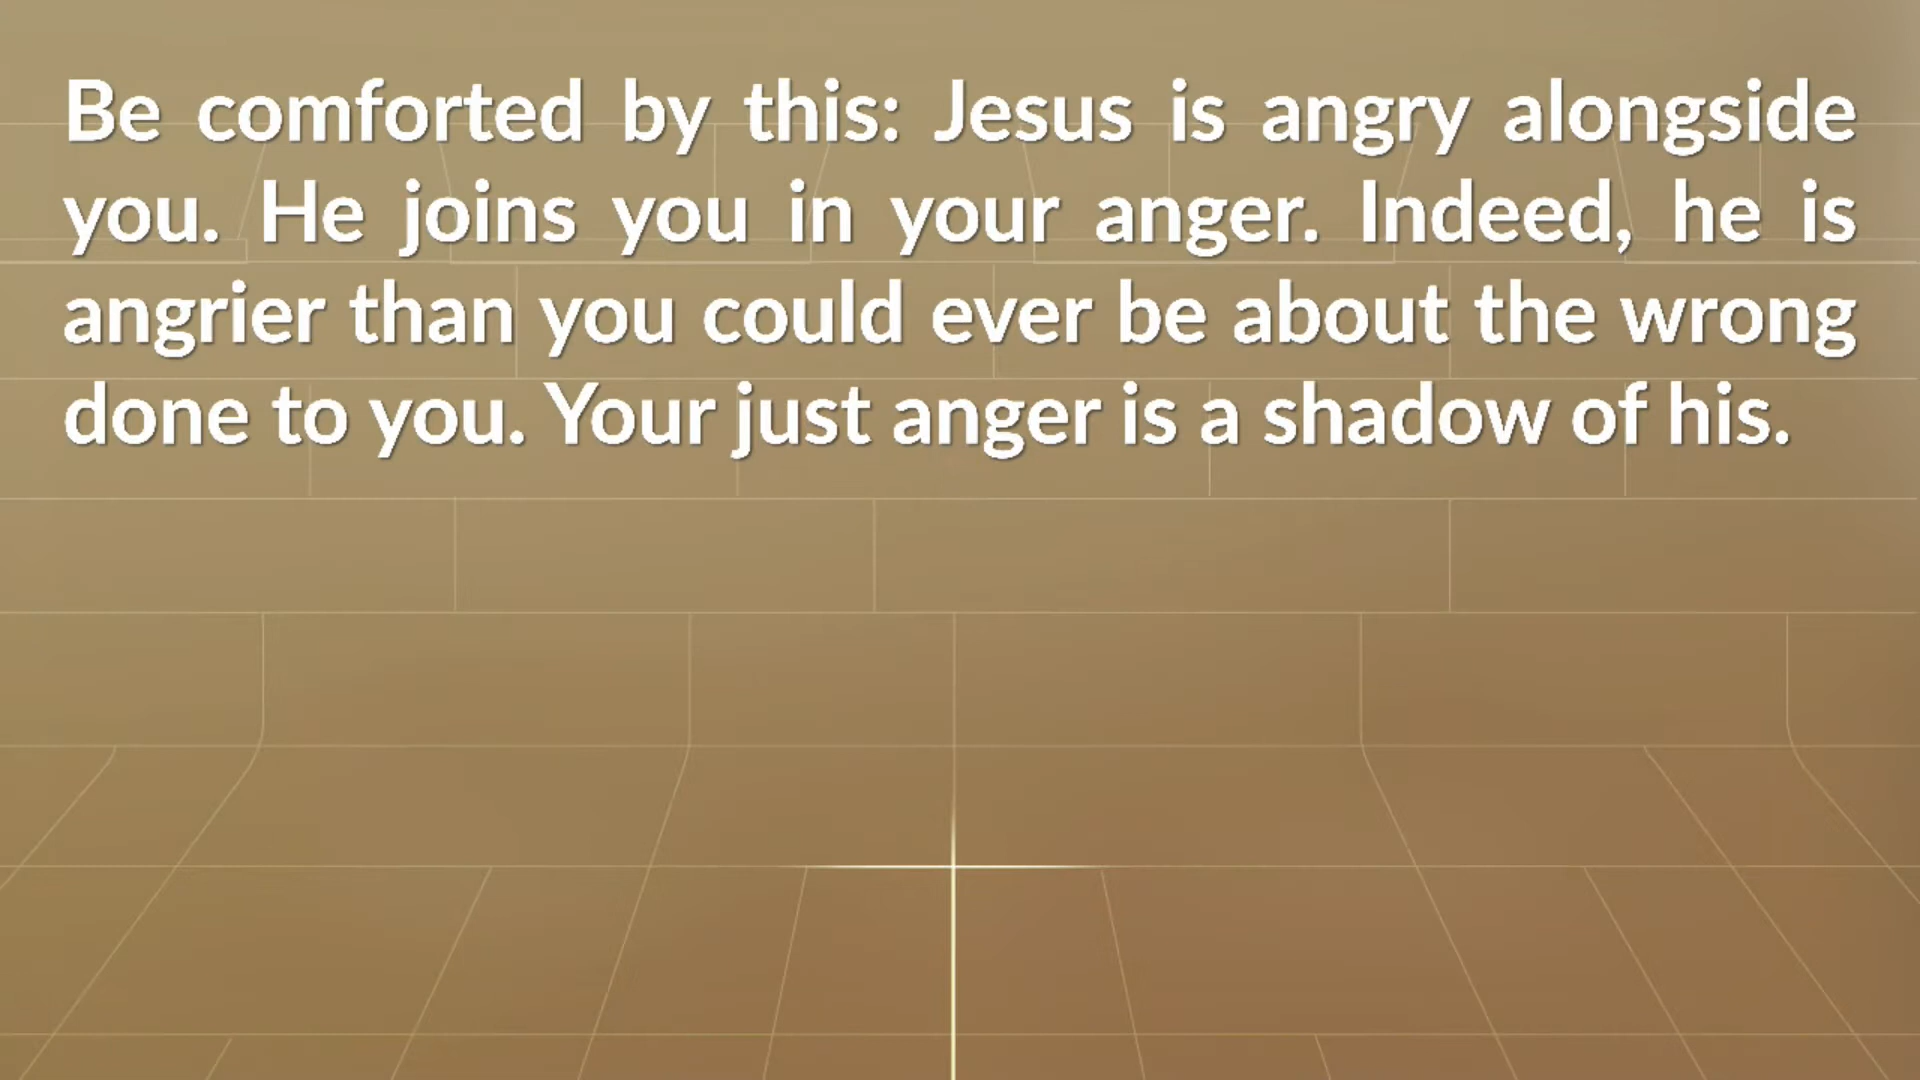 Be comforted by this: Jesus is angry alongside
you. He joins you in your anger. Indeed, he is
angrier than you could ever be about the wrong
done to you. Your just anger is a shadow of his.